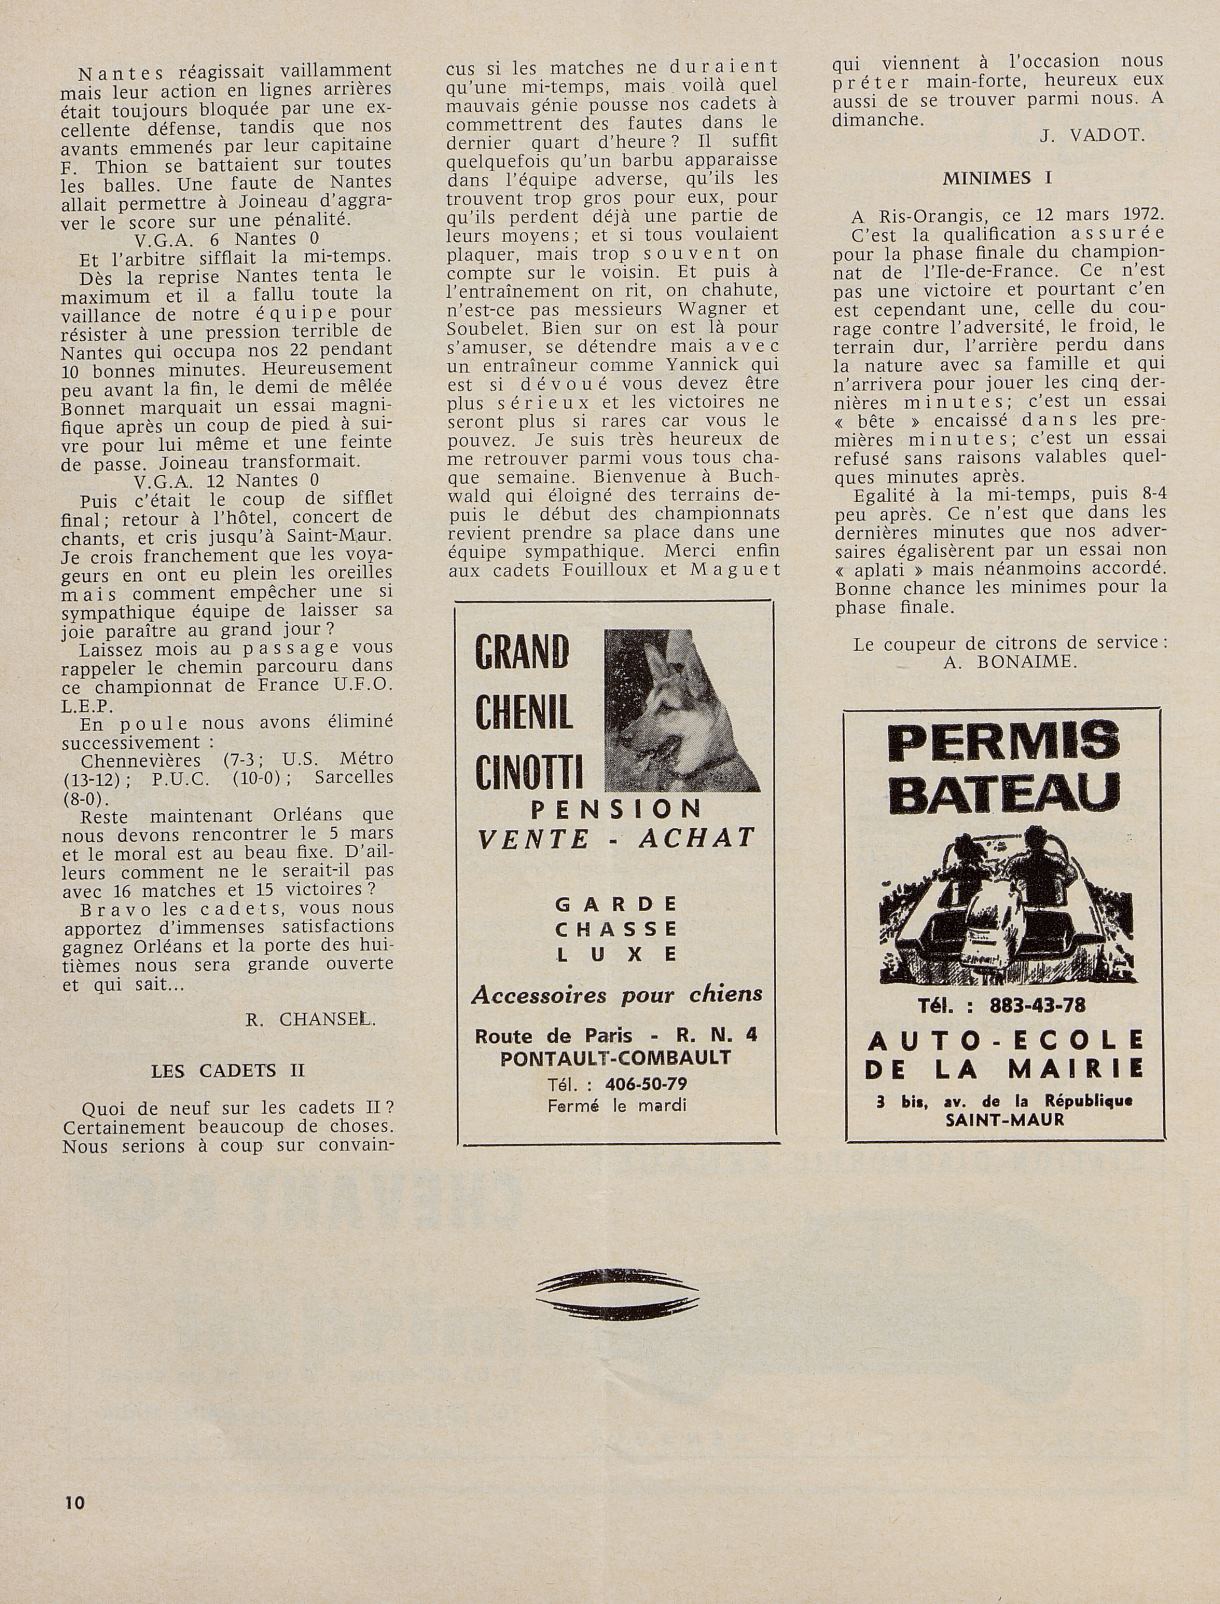 Nantes réagissait vaillamment
mais leur action en lignes arrières
était toujours bloquée par une ex-
cellente défense, tandis que nos
avants emmenés par leur capitaine
F. Thion se battaient sur toutes
les balles. Une faute de Nantes
allait permettre à Joineau d'aggra-
ver le score sur une pénalité.
V.G.A. 6 Nantes 0
Et l'arbitre sifflait la mi-temps.
Dès la reprise Nantes tenta le
maximum et il a fallu toute la
vaillance de notre équipe pour
résister à une pression terrible de
Nantes qui occupa nos 22 pendant
10 bonnes minutes. Heureusement
peu avant la fin, le demi de mêlée
Bonnet marquait un essai magni-
fique après un coup de pied à sui-
vre pour lui même et une feinte
de passe. Joineau transformait.
V.G.A. 12 Nantes 0
Puis c'était le coup de sifflet
final ; retour à l'hôtel, concert de
chants, et cris jusqu'à Saint-Maur.
Je crois franchement que les voya-
geurs en ont eu plein les oreilles
mais comment empêcher une si
sympathique équipe de laisser sa
joie paraître au grand jour ?
Laissez mois au passage vous
rappeler le chemin parcouru dans
ce championnat de France U.F.O.
L.E.P.
En poule nous avons éliminé
successivement :
Chennevières (7-3 ; U.S. Métro
(13-12) ; P.U.C. (10-0) ; Sarcelles
(8-0).
Reste maintenant Orléans que
nous devons rencontrer le 5 mars
et le moral est au beau fixe. D'ail-
leurs comment ne le serait-il pas
avec 16 matches et 15 victoires ?
Bravo les cadets, vous nous
apportez d'immenses satisfactions
gagnez Orléans et la porte des hui-
tièmes nous sera grande ouverte
et qui sait...
R. CHANSEL.
LES CADETS II
Quoi de neuf sur les cadets II ?
Certainement beaucoup de choses.
Nous serions à coup sur convain-
cus si les matches ne duraient
qu'une mi-temps, mais voilà quel
mauvais génie pousse nos cadets à
commettrent des fautes dans le
dernier quart d'heure ? Il suffit
quelquefois qu'un barbu apparaisse
dans l'équipe adverse, qu'ils les
trouvent trop gros pour eux, pour
qu'ils perdent déjà une partie de
leurs moyens ; et si tous voulaient
plaquer, mais trop souvent on
compte sur le voisin. Et puis à
l'entraînement on rit, on chahute,
n'est-ce pas messieurs Wagner et
Soubelet. Bien sur on est là pour
s'amuser, se détendre mais avec
un entraîneur comme Yannick qui
est si dévoué vous devez être
plus sérieux et les victoires ne
seront plus si rares car vous le
pouvez. Je suis très heureux de
me retrouver parmi vous tous cha-
que semaine. Bienvenue à Buch-
wald qui éloigné des terrains de-
puis le début des championnats
revient prendre sa place dans une
équipe sympathique. Merci enfin
aux cadets Fouilloux et Maguet
GRAND
CHENIL
CINOTTI
PENSION
VENTE - ACHAT
GARDE
CHASSE
LUXE
Accessoires pour chiens
Route de Paris - R. N. 4
PONTAULT-COMBAULT
Tél. : 406-50-79
Fermé le mardi
qui viennent à l'occasion nous
préter main-forte, heureux eux
aussi de se trouver parmi nous. A
dimanche.
J. VADOT.
MINIMES I
A Ris-Orangis, ce 12 mars 1972.
C'est la qualification assurée
pour la phase finale du champion-
nat de l'Ile-de-France. Ce n'est
pas une victoire et pourtant c'en
est cependant une, celle du cou-
rage contre l'adversité, le froid, le
terrain dur, l'arrière perdu dans
la nature avec sa famille et qui
n'arrivera pour jouer les cinq der-
nières minutes ; c'est un essai
« bête » encaissé dans les pre-
mières minutes ; c'est un essai
refusé sans raisons valables quel-
ques minutes après.
Egalité à la mi-temps, puis 8-4
peu après. Ce n'est que dans les
dernières minutes que nos adver-
saires égalisèrent par un essai non
« aplati » mais néanmoins accordé.
Bonne chance les minimes pour la
phase finale.
Le coupeur de citrons de service :
A. BONAIME.
PERMIS
BATEAU
Tél. : 883-43-78
AUTO-ECOLE
DE LA MAIRIE
3 bis, av. de la République
SAINT-MAUR
10